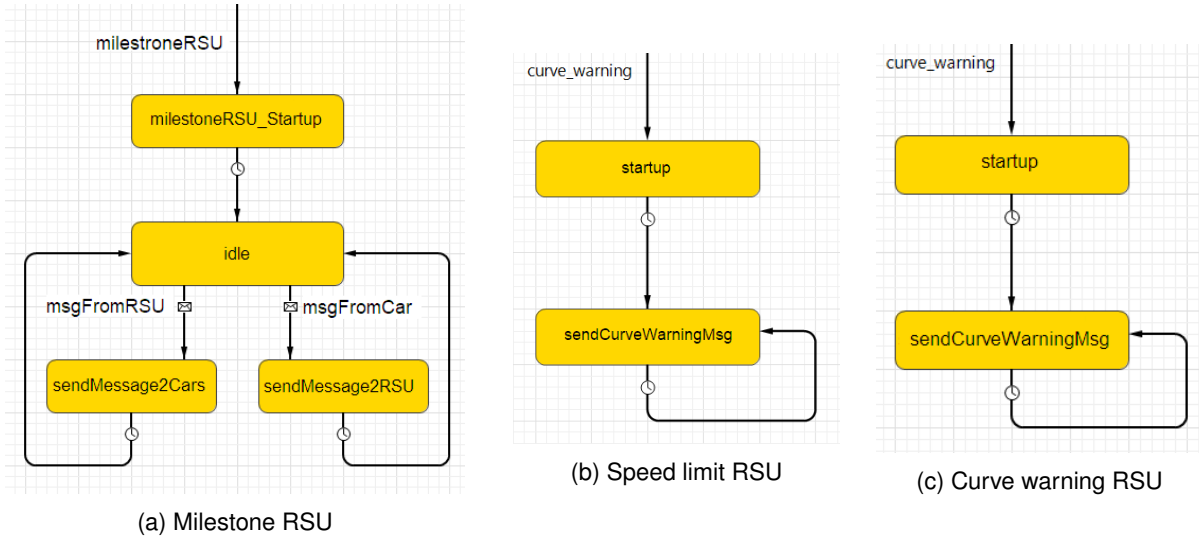 milestroneRSU
milestoneRSU_Startup
idle
msgFromRSU
msgFromCar
sendMessage2Cars
sendMessage2RSU
(a) Milestone RSU
curve_warning
startup
sendCurveWarningMsg
(b) Speed limit RSU
curve_warning
startup
sendCurveWarningMsg
(c) Curve warning RSU